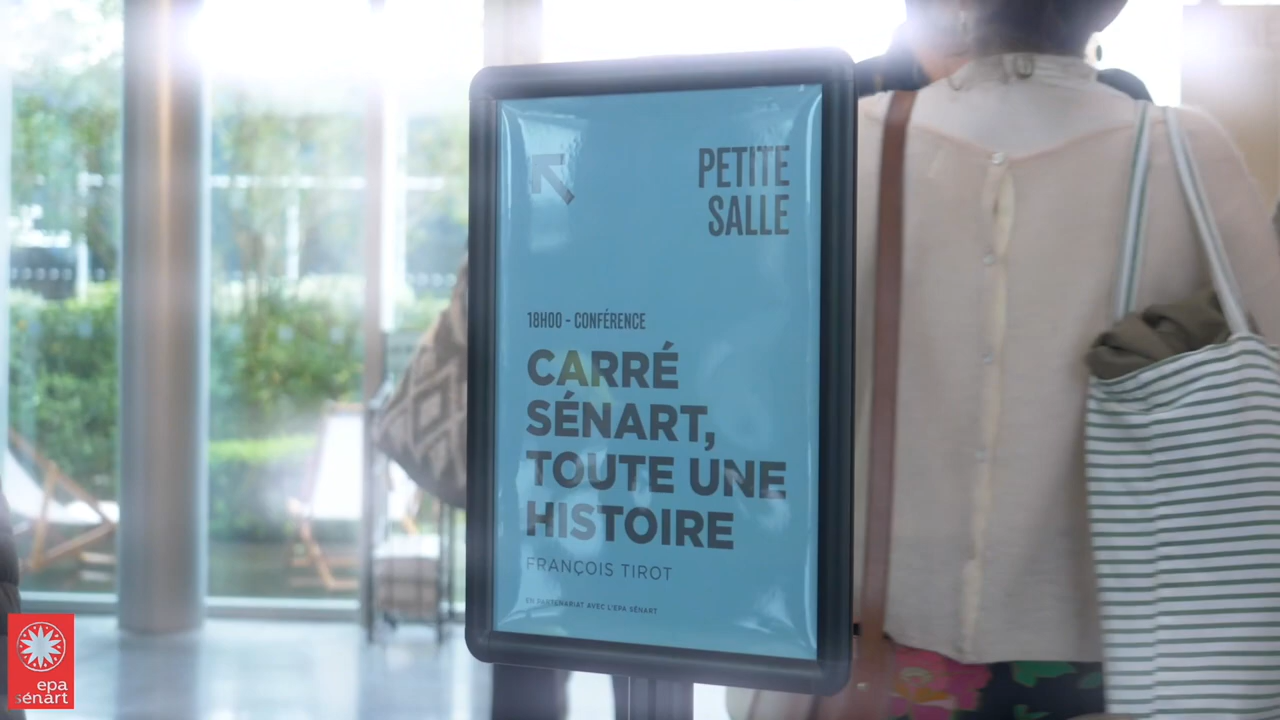 PETITE
SALLE
18H00 - CONFÉRENCE
CARRÉ
SÉNART,
TOUTE UNE
HISTOIRE
FRANÇOIS TIROT
EN PARTENARIAT AVEC L'EPA SÉNART
epa
sénart